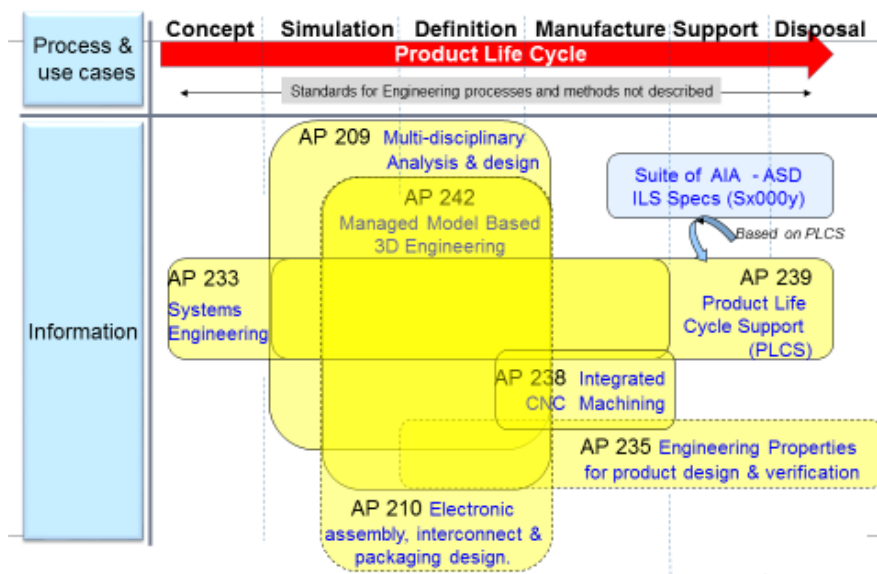 Concept Simulation Definition Manufacture Support Disposal
Process &
use cases
Product Life Cycle
Standards for Engineering processes and methods not described
Information
AP 209 Multi-disciplinary
Analysis & design
AP 242
Managed Model Based
3D Engineering
Suite of AIA - ASD
ILS Specs (Sx000y)
Based on PLCS
AP 233
Systems
Engineering
AP 239
Product Life
Cycle Support
(PLCS)
AP 238 Integrated
CNC Machining
AP 235 Engineering Properties
for product design & verification
AP 210 Electronic
assembly, interconnect &
packaging design.